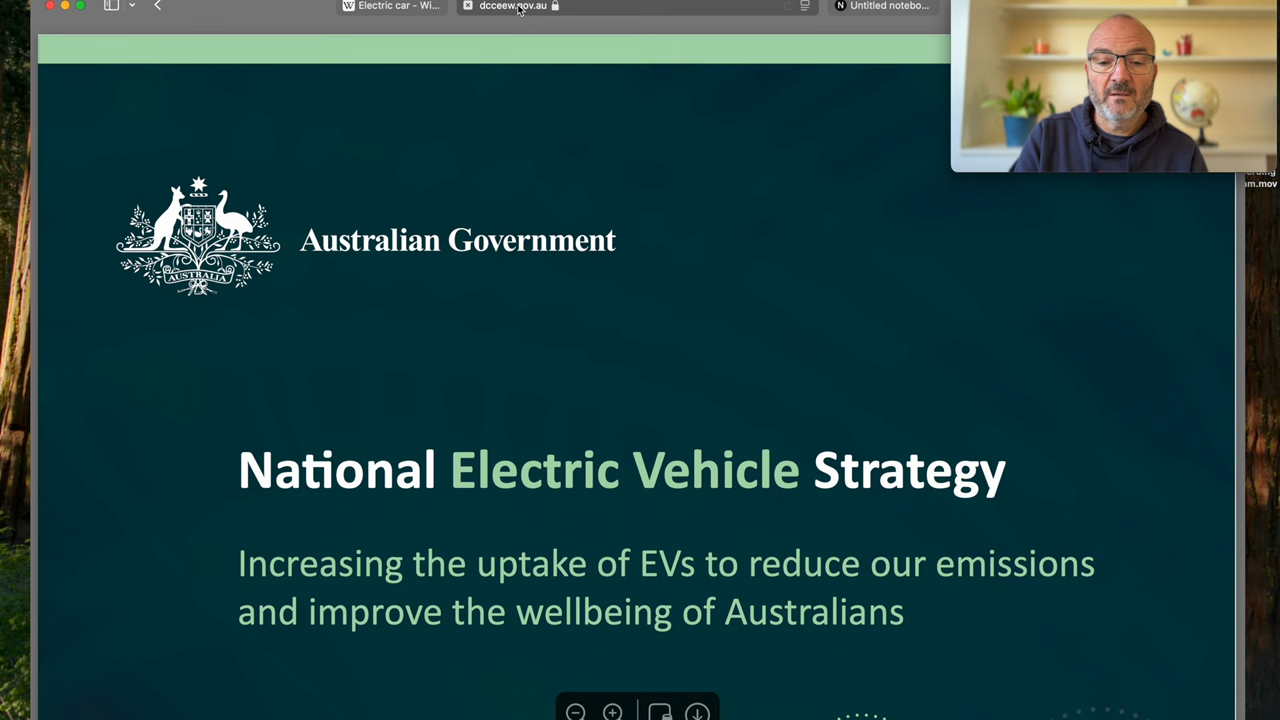 Electric car - Wi...
dcceew.gov.au
Untitled notebo...
Australian Government
AUSTRALIA
National Electric Vehicle Strategy
Increasing the uptake of EVs to reduce our emissions
and improve the wellbeing of Australians